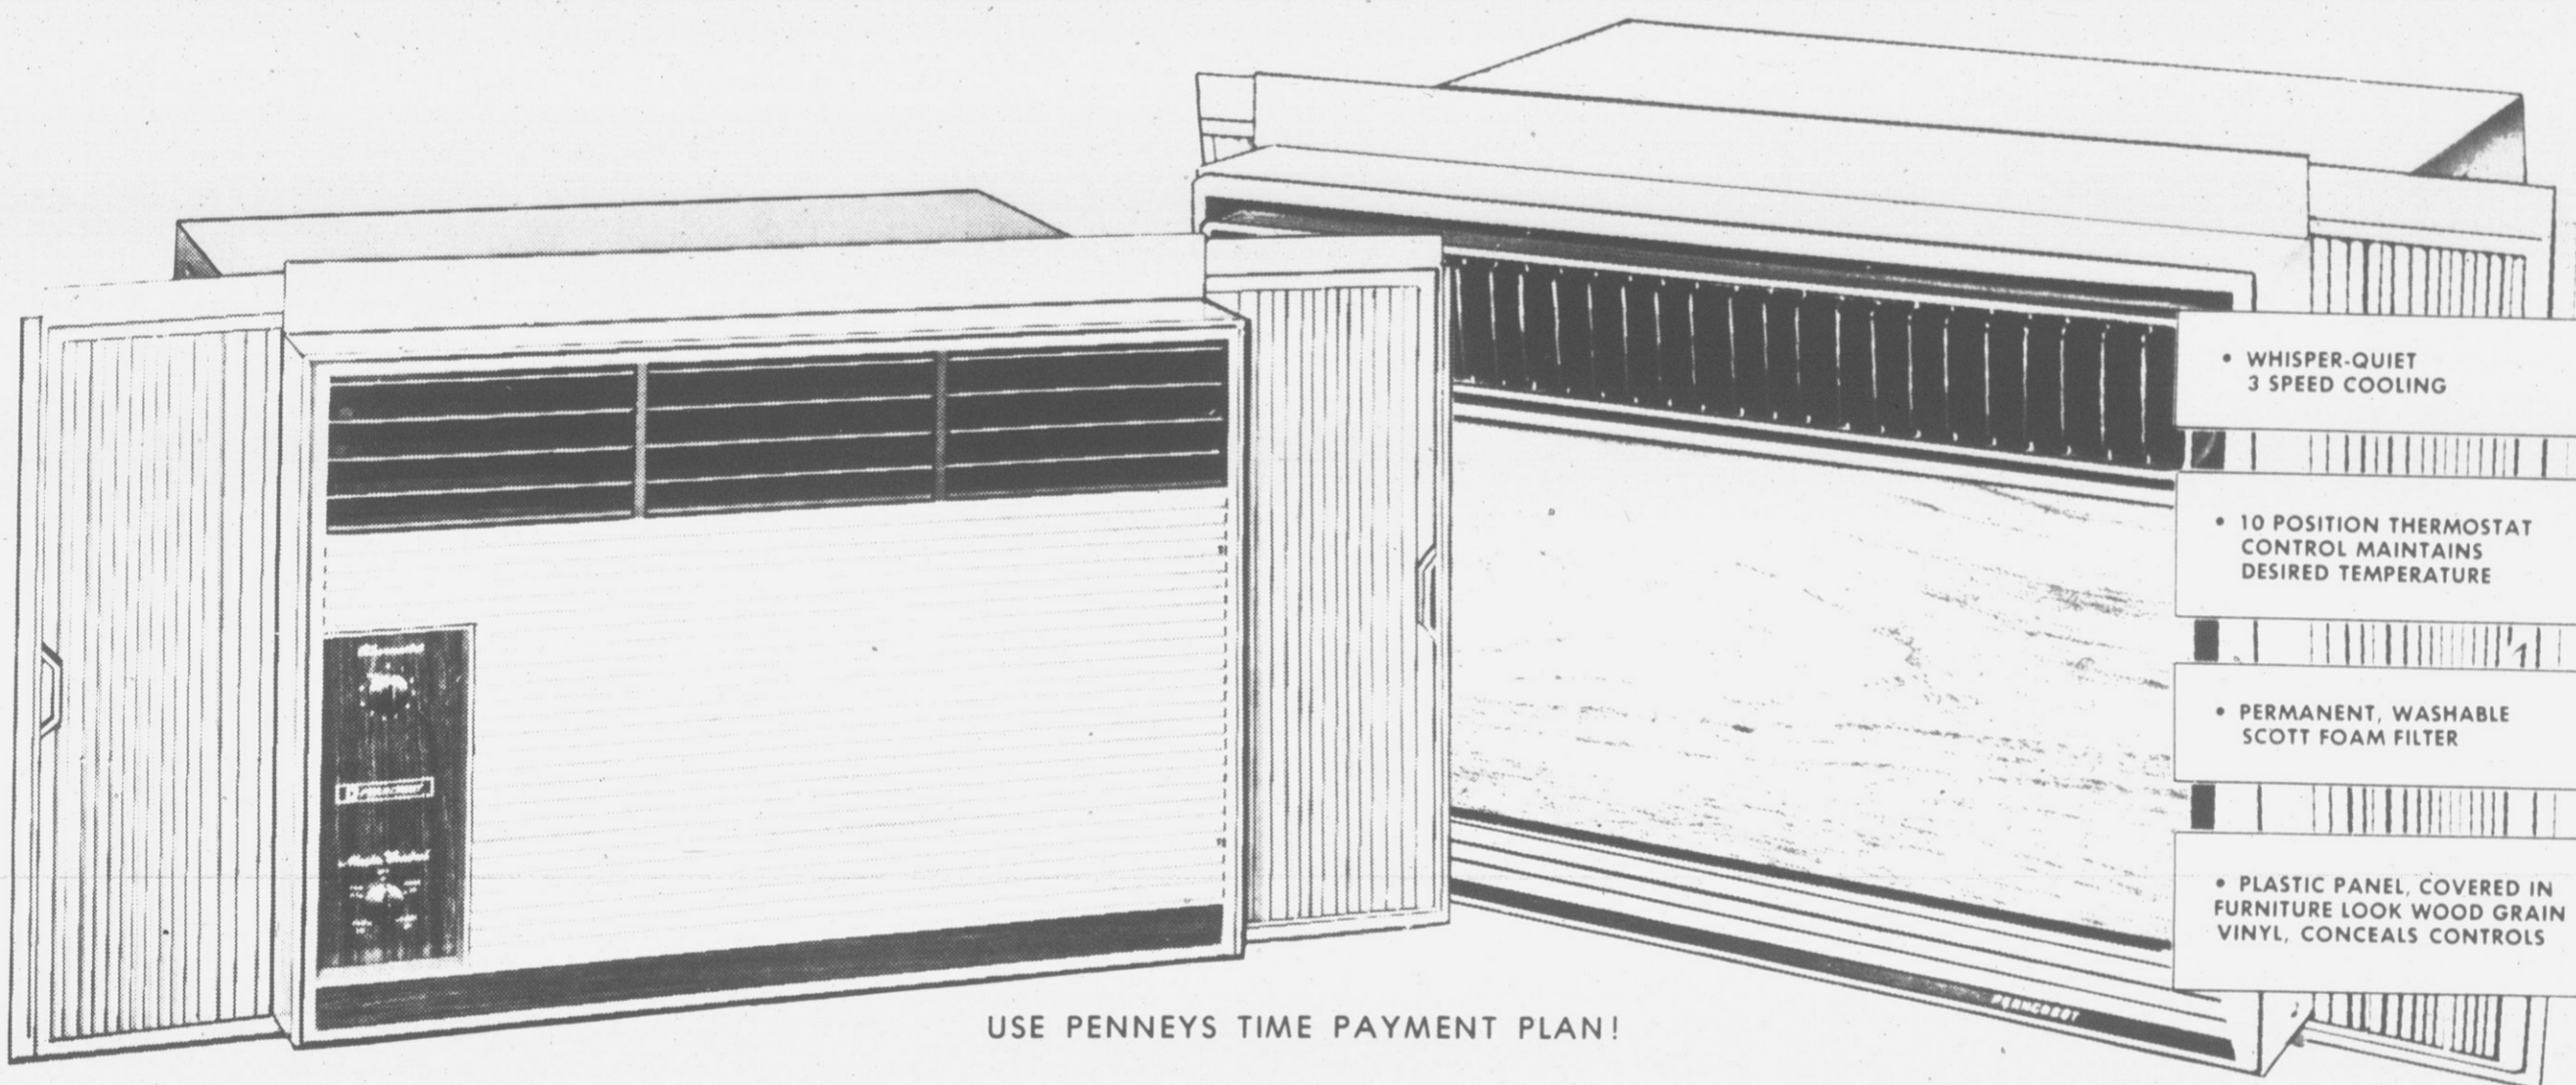 • WHISPER-QUIET
3 SPEED COOLING
• 10 POSITION THERMOSTAT
CONTROL MAINTAINS
DESIRED TEMPERATURE
• PERMANENT, WASHABLE
SCOTT FOAM FILTER
• PLASTIC PANEL, COVERED IN
FURNITURE LOOK WOOD GRAIN
VINYL, CONCEALS CONTROLS
PENNCREST
USE PENNEYS TIME PAYMENT PLAN!